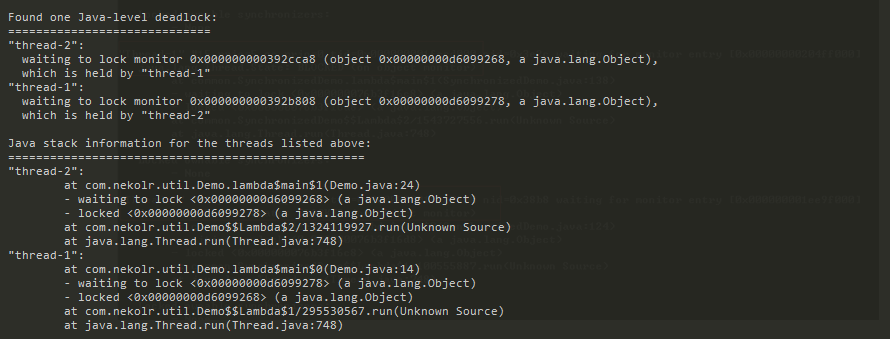 Found one Java-level deadlock:
=============================
"thread-2":
  waiting to lock monitor 0x000000000392cca8 (object 0x00000000d6099268, a java.lang.Object),
  which is held by "thread-1"
"thread-1":
  waiting to lock monitor 0x000000000392b808 (object 0x00000000d6099278, a java.lang.Object),
  which is held by "thread-2"

Java stack information for the threads listed above:
===================================================
"thread-2":
        at com.nekolr.util.Demo.lambda$main$1(Demo.java:24)
        - waiting to lock <0x00000000d6099268> (a java.lang.Object)
        - locked <0x00000000d6099278> (a java.lang.Object)
        at com.nekolr.util.Demo$$Lambda$2/1324119927.run(Unknown Source)
        at java.lang.Thread.run(Thread.java:748)
"thread-1":
        at com.nekolr.util.Demo.lambda$main$0(Demo.java:14)
        - waiting to lock <0x00000000d6099278> (a java.lang.Object)
        - locked <0x00000000d6099268> (a java.lang.Object)
        at com.nekolr.util.Demo$$Lambda$1/295530567.run(Unknown Source)
        at java.lang.Thread.run(Thread.java:748)